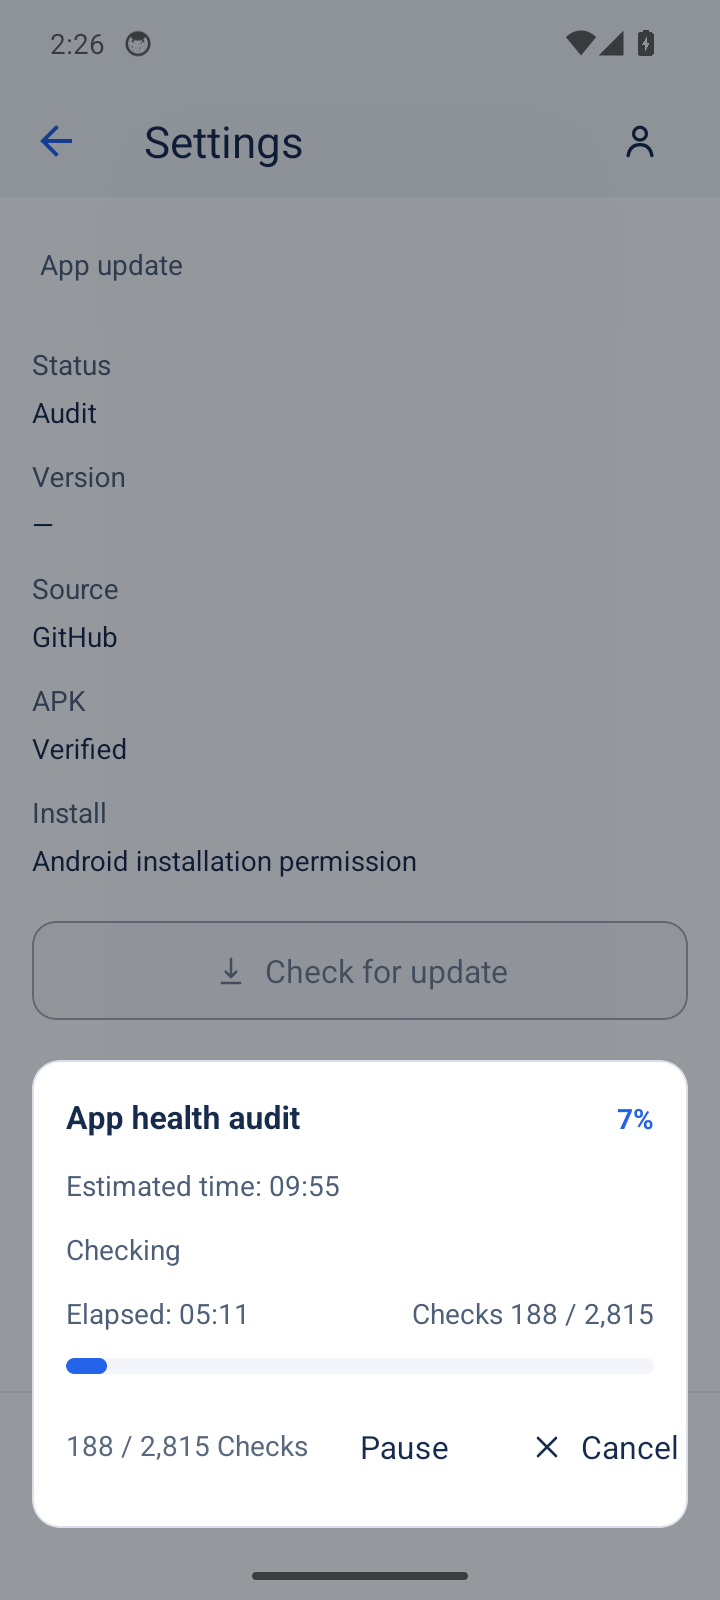 2:26
Settings
App update
Status
Audit
Version
—
Source
GitHub
APK
Verified
Install
Android installation permission
Check for update
App health audit 7%
Estimated time: 09:55
Checking
Elapsed: 05:11 Checks 188 / 2,815
188 / 2,815 Checks Pause Cancel